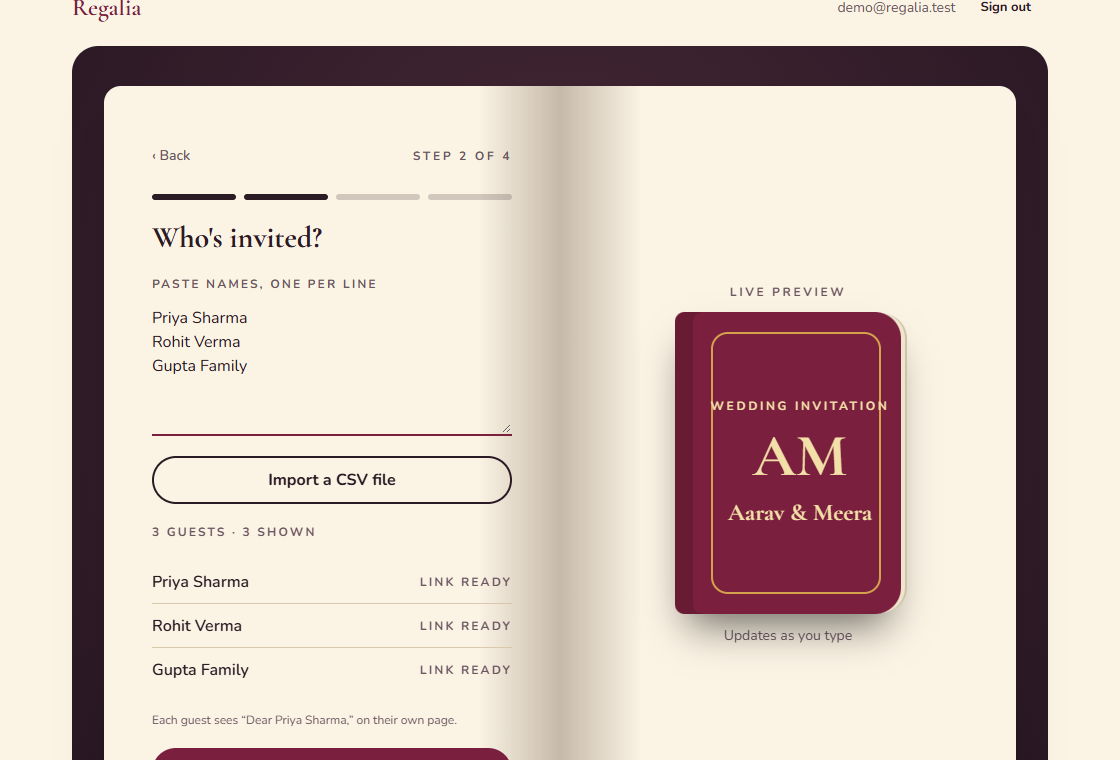 Regalia
demo@regalia.test
Sign out
‹ Back
STEP 2 OF 4
Who's invited?
PASTE NAMES, ONE PER LINE
Priya Sharma
Rohit Verma
Gupta Family
Import a CSV file
3 GUESTS · 3 SHOWN
Priya Sharma
LINK READY
Rohit Verma
LINK READY
Gupta Family
LINK READY
Each guest sees “Dear Priya Sharma,” on their own page.
LIVE PREVIEW
WEDDING INVITATION
AM
Aarav & Meera
Updates as you type